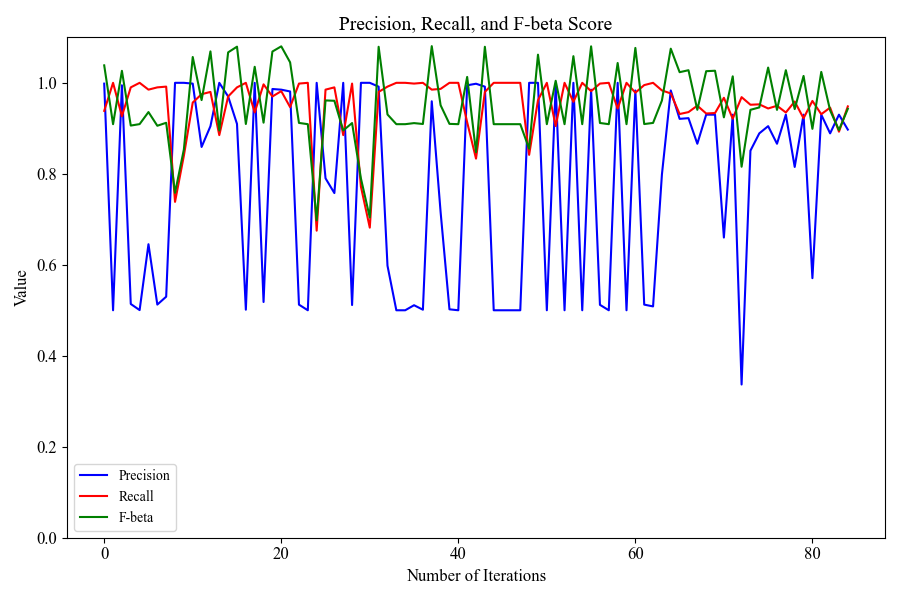 Precision, Recall, and F-beta Score
1.0
0.8
0.6
0.4
0.2
0.0
Value
Precision
Recall
F-beta
0 20 40 60 80
Number of Iterations